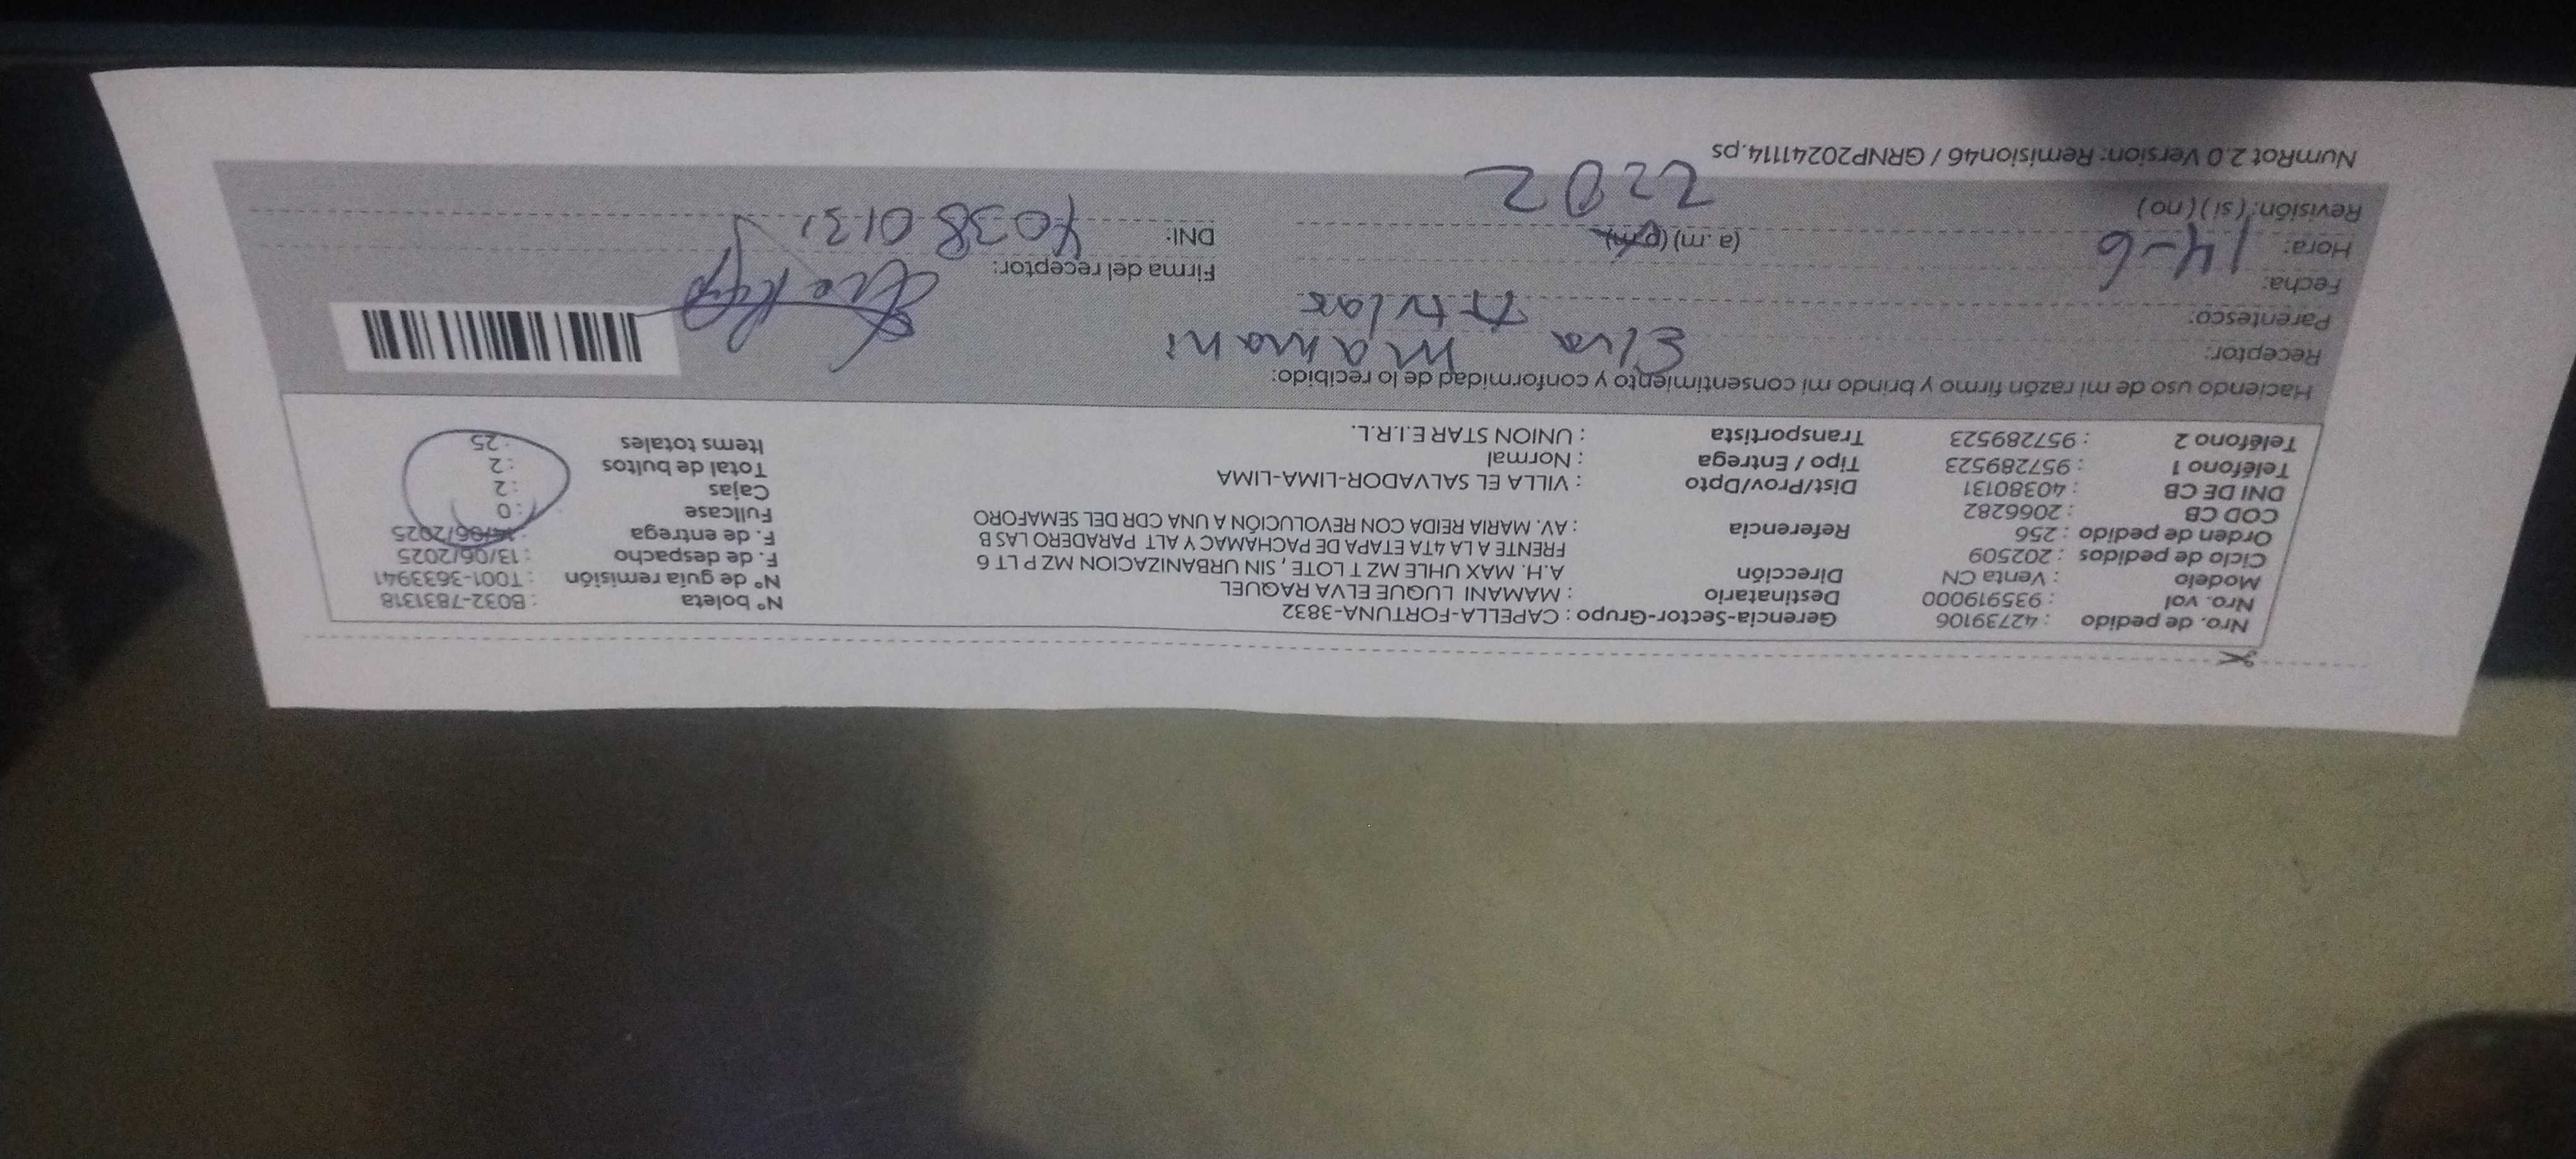 Nro. de pedido : 42739106
Nro. vol : 935919000
Modelo : Venta CN
Ciclo de pedidos : 202509
Orden de pedido : 256
COD CB : 2066282
DNI DE CB : 40380131
Teléfono 1 : 957289523
Teléfono 2 : 957289523
Gerencia-Sector-Grupo : CAPELLA-FORTUNA-3832
Destinatario : MAMANI LUQUE ELVA RAQUEL
Dirección A.H. MAX UHLE MZ T LOTE , SIN URBANIZACION MZ P LT 6
FRENTE A LA 4TA ETAPA DE PACHAMAC Y ALT PARADERO LAS B
Referencia : AV. MARIA REIDA CON REVOLUCIÓN A UNA CDR DEL SEMAFORO
Dist/Prov/Dpto : VILLA EL SALVADOR-LIMA-LIMA
Tipo / Entrega : Normal
Transportista : UNION STAR E.I.R.L.
N° boleta : B032-7831318
N° de guía remisión : T001-3633941
F. de despacho : 13/06/2025
F. de entrega : 14/06/2025
Fullcase : 0
Cajas : 2
Total de bultos : 2
Items totales : 25
Haciendo uso de mi razón firmo y brindo mi consentimiento y conformidad de lo recibido:
Receptor: Elva Mamani
Parentesco: Titular
Fecha: 14-6
Hora: (a .m) (p.m)
Revisión: (si) (no)
2202
Firma del receptor:
DNI: 40380131
NumRot 2.0 Version: Remision46 / GRNP20241114.ps